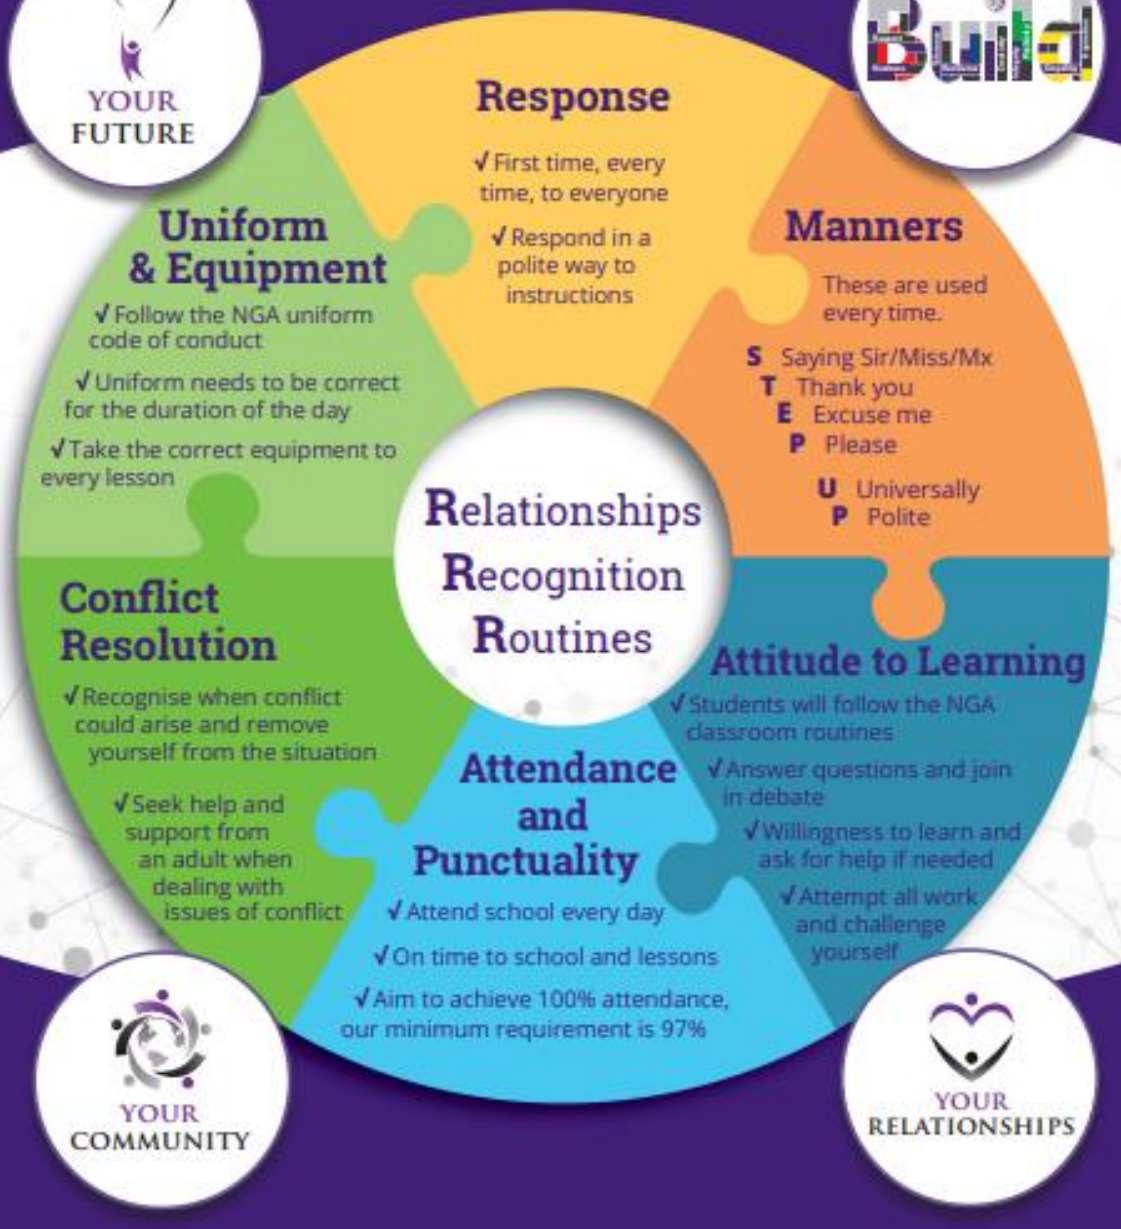 YOUR
FUTURE
Build
Response
√ First time, every
time, to everyone
√ Respond in a
polite way to
instructions
Manners
These are used
every time.
S Saying Sir/Miss/Mx
T Thank you
E Excuse me
P Please
U Universally
P Polite
Uniform
& Equipment
√ Follow the NGA uniform
code of conduct
√ Uniform needs to be correct
for the duration of the day
√ Take the correct equipment to
every lesson
Relationships
Recognition
Routines
Conflict
Resolution
√ Recognise when conflict
could arise and remove
yourself from the situation
√ Seek help and
support from
an adult when
dealing with
issues of conflict
Attitude to Learning
√ Students will follow the NGA
classroom routines
√ Answer questions and join
in debate
√ Willingness to learn and
ask for help if needed
√ Attempt all work
and challenge
yourself
Attendance
and
Punctuality
√ Attend school every day
√ On time to school and lessons
√ Aim to achieve 100% attendance,
our minimum requirement is 97%
YOUR
COMMUNITY
YOUR
RELATIONSHIPS